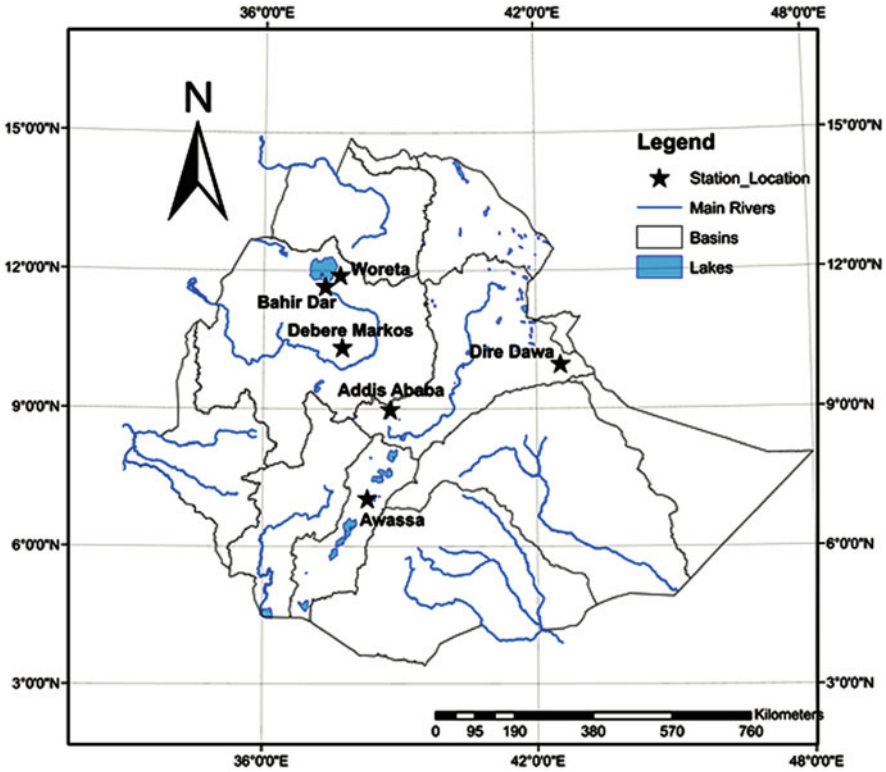 36°0'0"E 42°0'0"E 48°0'0"E
N
15°0'0"N 15°0'0"N
Legend
Station_Location
Main Rivers
Basins
Lakes
12°0'0"N 12°0'0"N
Woreta
Bahir Dar
Debere Markos
Dire Dawa
Addis Ababa
9°0'0"N 9°0'0"N
Awassa
6°0'0"N 6°0'0"N
3°0'0"N 3°0'0"N
Kilometers
0 95 190 380 570 760
36°0'0"E 42°0'0"E 48°0'0"E